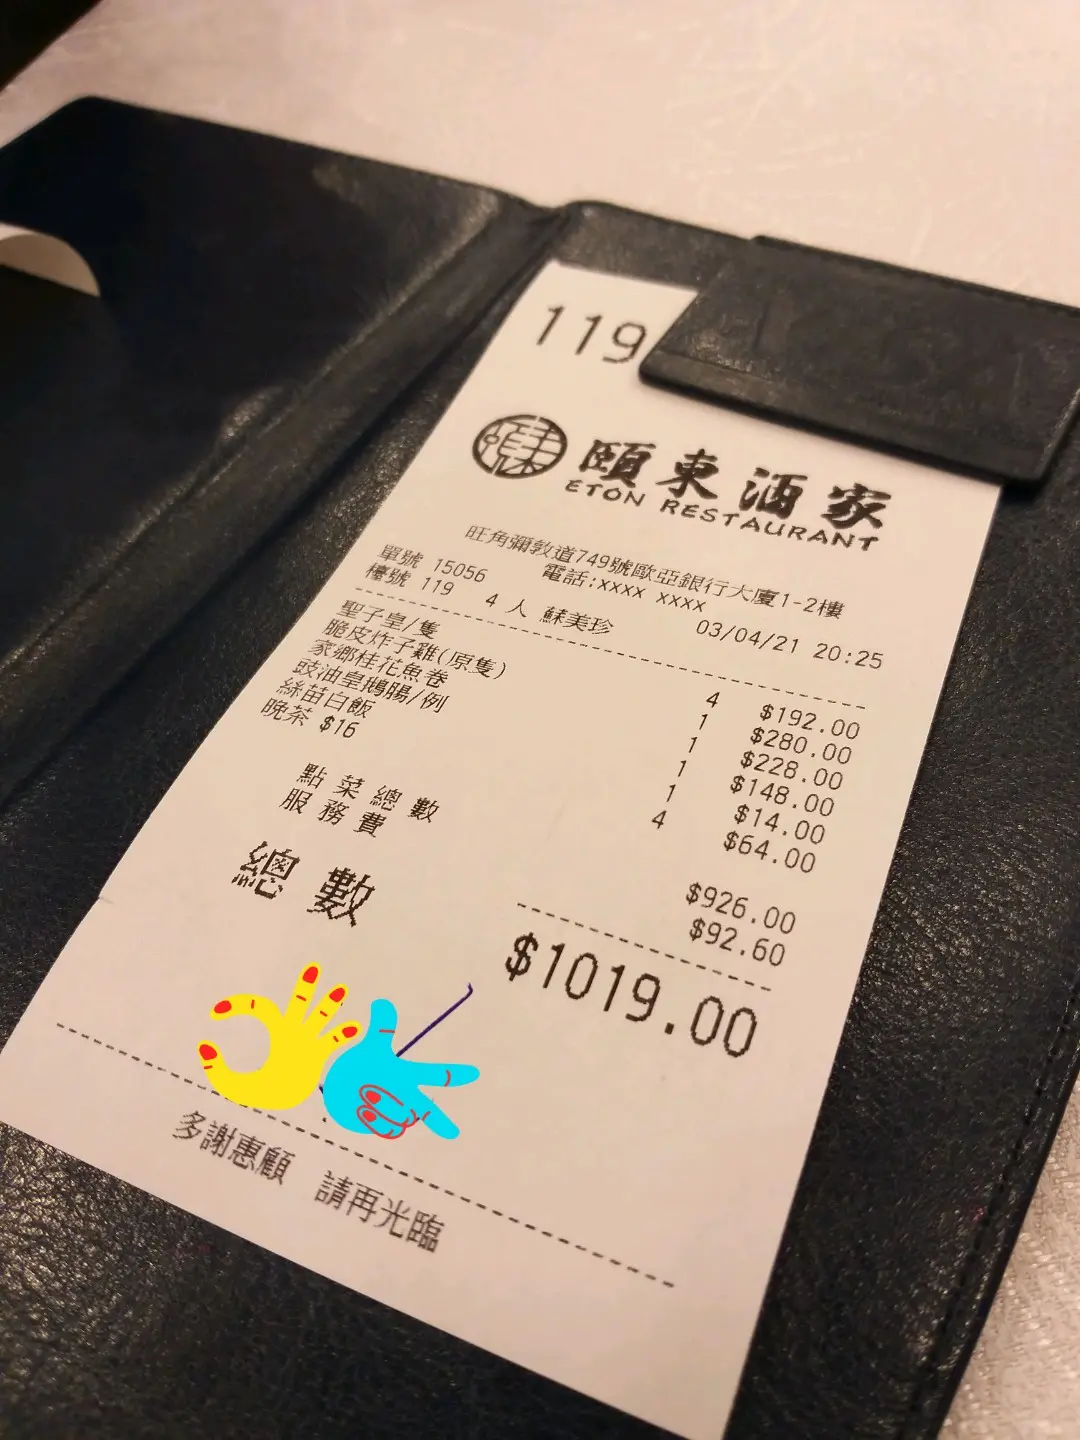 119
頤東酒家
ETON RESTAURANT
旺角彌敦道749號歐亞銀行大廈1-2樓
電話:xxxx xxxx
單號 15056
檯號 119 4 人 蘇美珍 03/04/21 20:25
聖子皇/隻 4 $192.00
脆皮炸子雞(原隻) 1 $280.00
家鄉桂花魚卷 1 $228.00
豉油皇鵝腸/例 1 $148.00
絲苗白飯 1 $14.00
晚茶 $16 4 $64.00
點菜總數 $926.00
服務費 $92.60
總數 $1019.00
多謝惠顧 請再光臨